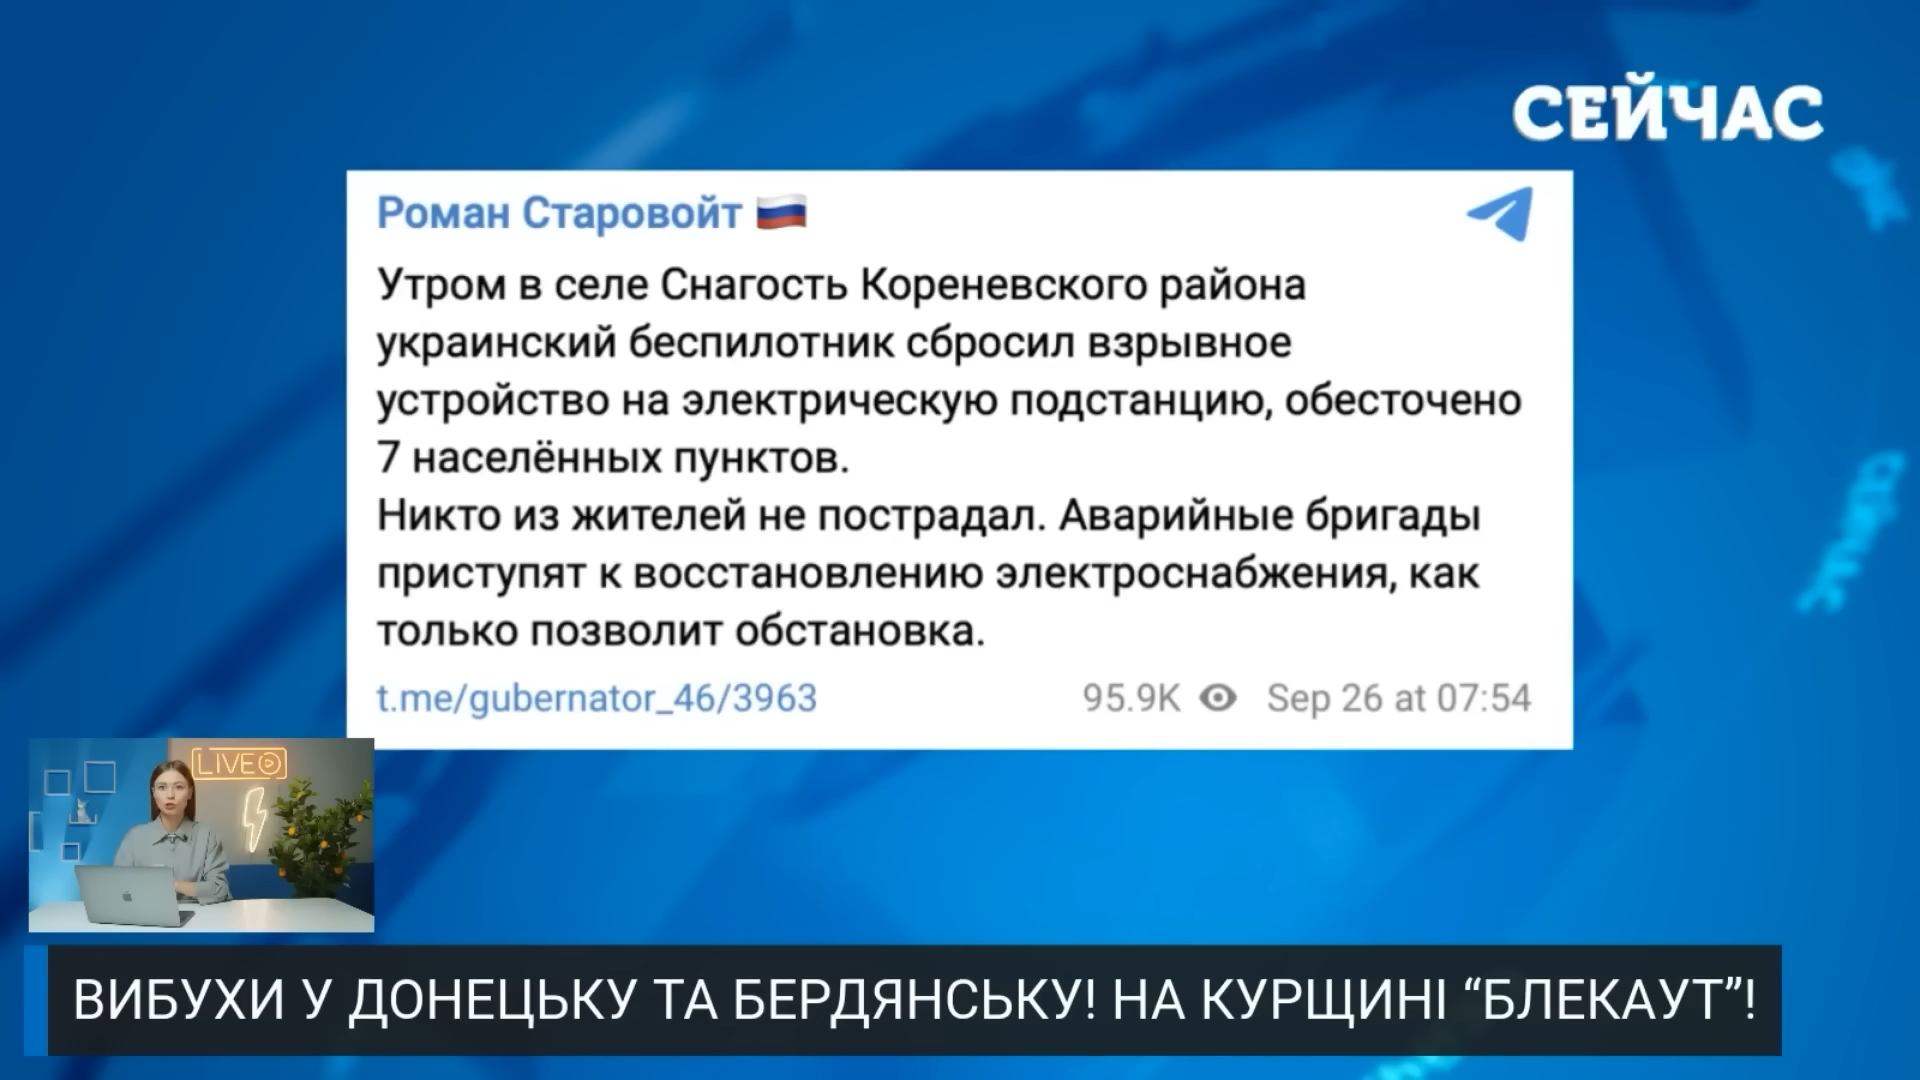 СЕЙЧАС
Роман Старовойт
Утром в селе Снагость Кореневского района
украинский беспилотник сбросил взрывное
устройство на электрическую подстанцию, обесточено
7 населённых пунктов.
Никто из жителей не пострадал. Аварийные бригады
приступят к восстановлению электроснабжения, как
только позволит обстановка.
t.me/gubernator_46/3963 95.9K Sep 26 at 07:54
LIVE
ВИБУХИ У ДОНЕЦЬКУ ТА БЕРДЯНСЬКУ! НА КУРЩИНІ “БЛЕКАУТ”!